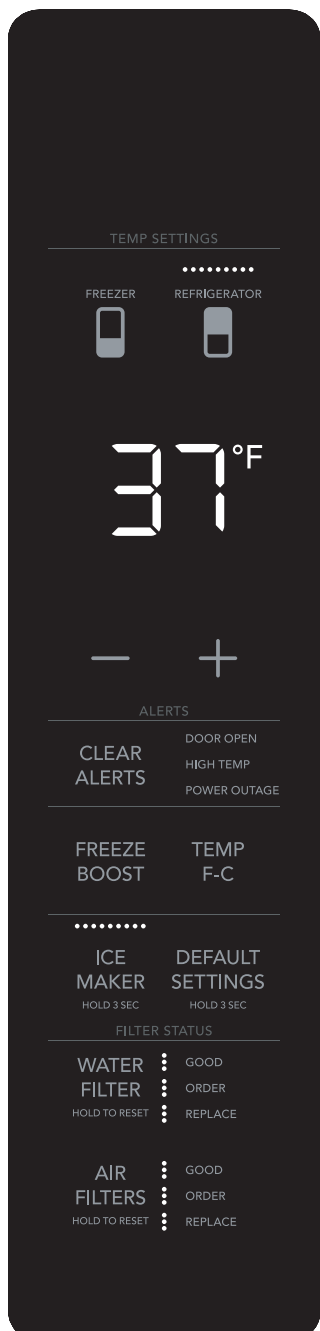 TEMP SETTINGS
FREEZER REFRIGERATOR
37°F
− +
ALERTS
CLEAR ALERTS
DOOR OPEN
HIGH TEMP
POWER OUTAGE
FREEZE BOOST
TEMP F-C
ICE MAKER
HOLD 3 SEC
DEFAULT SETTINGS
HOLD 3 SEC
FILTER STATUS
WATER FILTER
HOLD TO RESET
GOOD
ORDER
REPLACE
AIR FILTERS
HOLD TO RESET
GOOD
ORDER
REPLACE